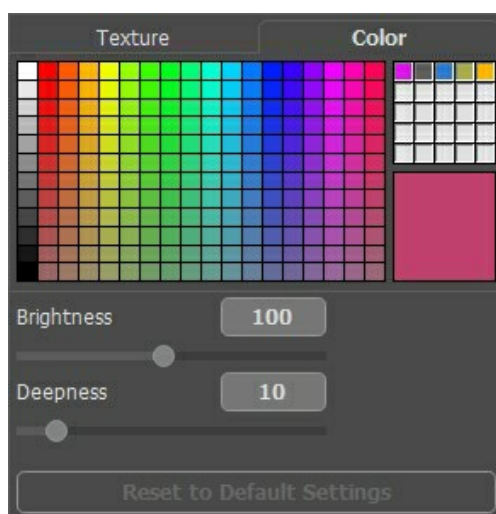 Texture Color
Brightness 100
Deepness 10
Reset to Default Settings